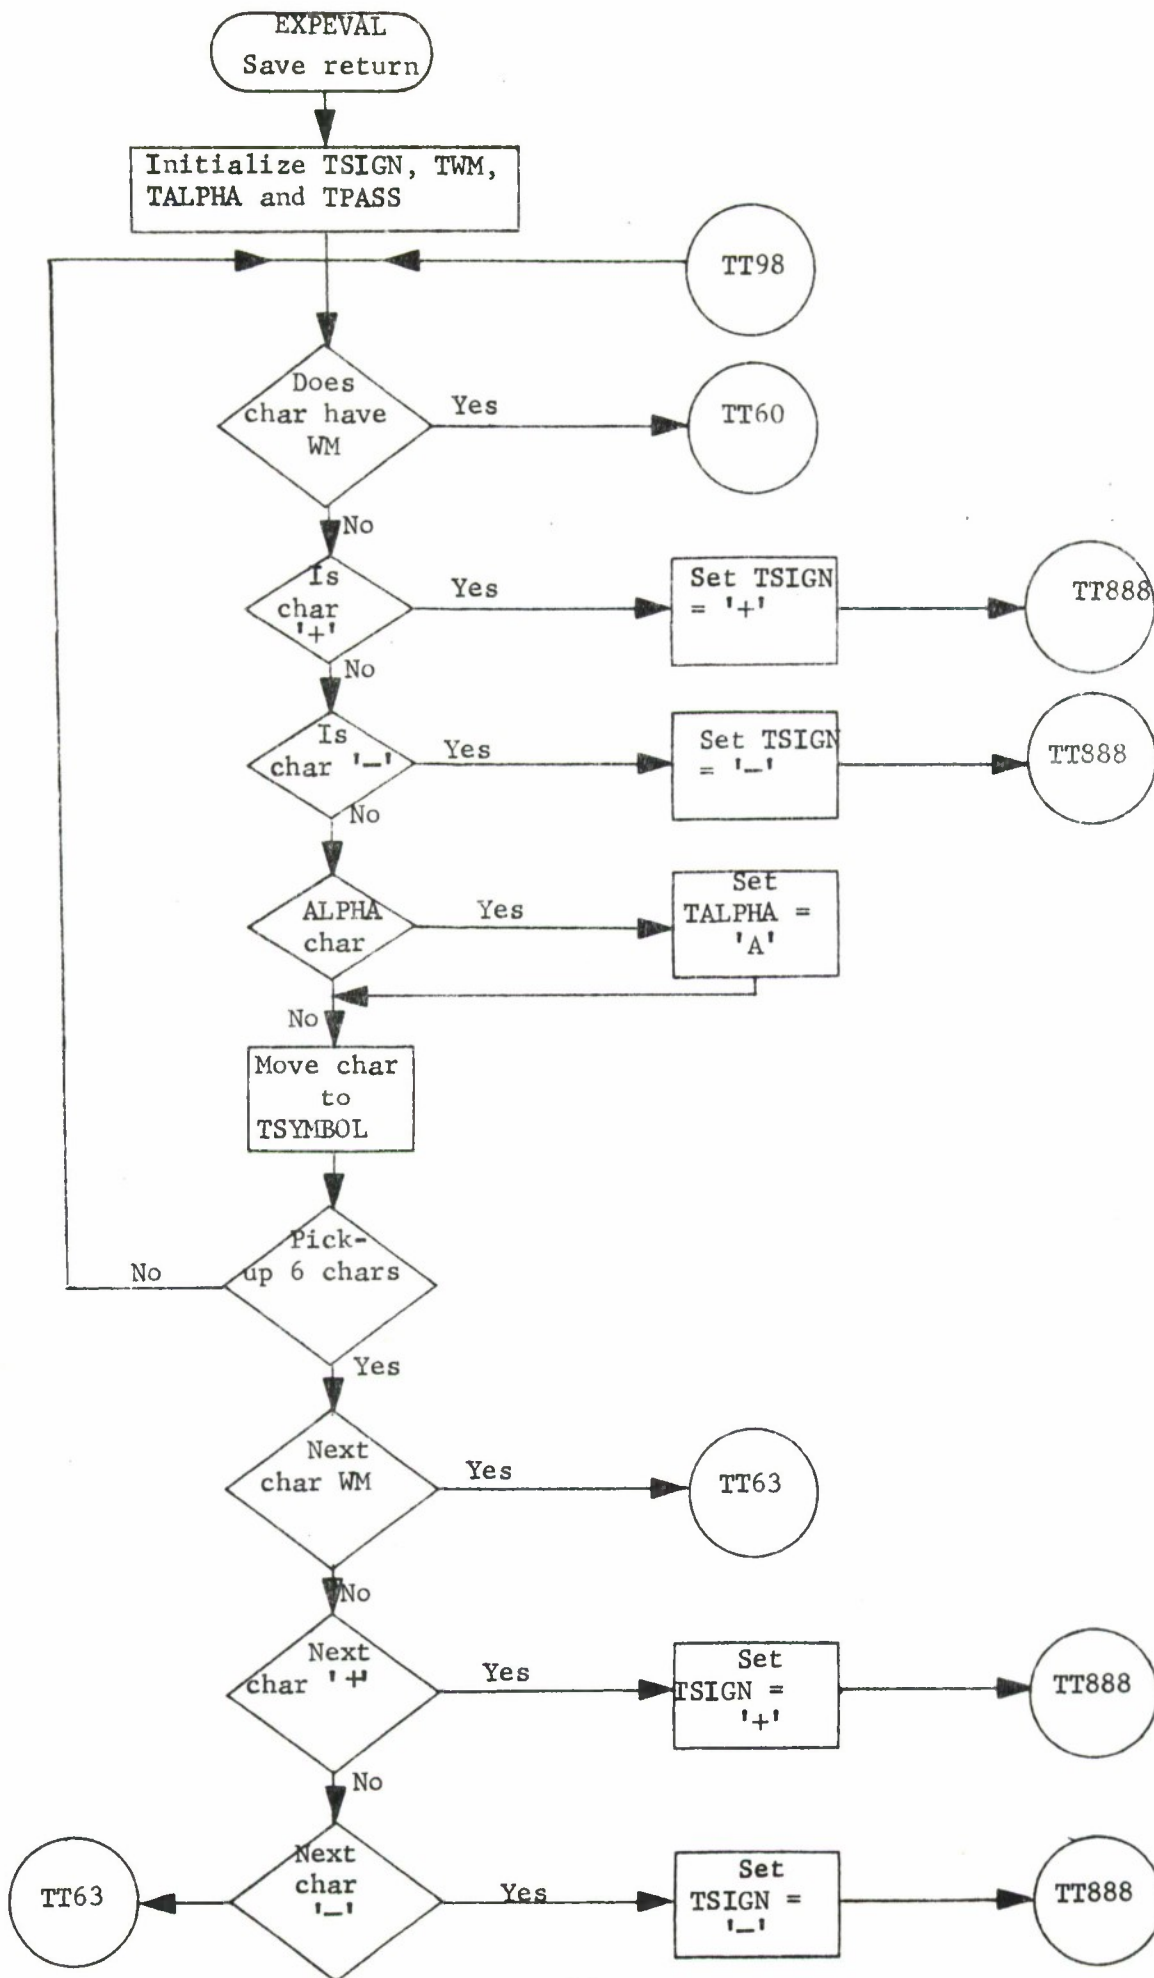 EXPEVAL
Save return
Initialize TSIGN, TWM,
TALPHA and TPASS
TT98
Does
char have
WM
Yes
TT60
No
Is
char
'+'
Yes
Set TSIGN
= '+'
TT888
No
Is
char '-'
Yes
Set TSIGN
= '-'
TT888
No
ALPHA
char
Yes
Set
TALPHA =
'A'
No
Move char
to
TSYMBOL
Pick-
up 6 chars
No
Yes
Next
char WM
Yes
TT63
No
Next
char '+'
Yes
Set
TSIGN =
'+'
TT888
No
TT63
Next
char
'-'
Yes
Set
TSIGN =
'-'
TT888